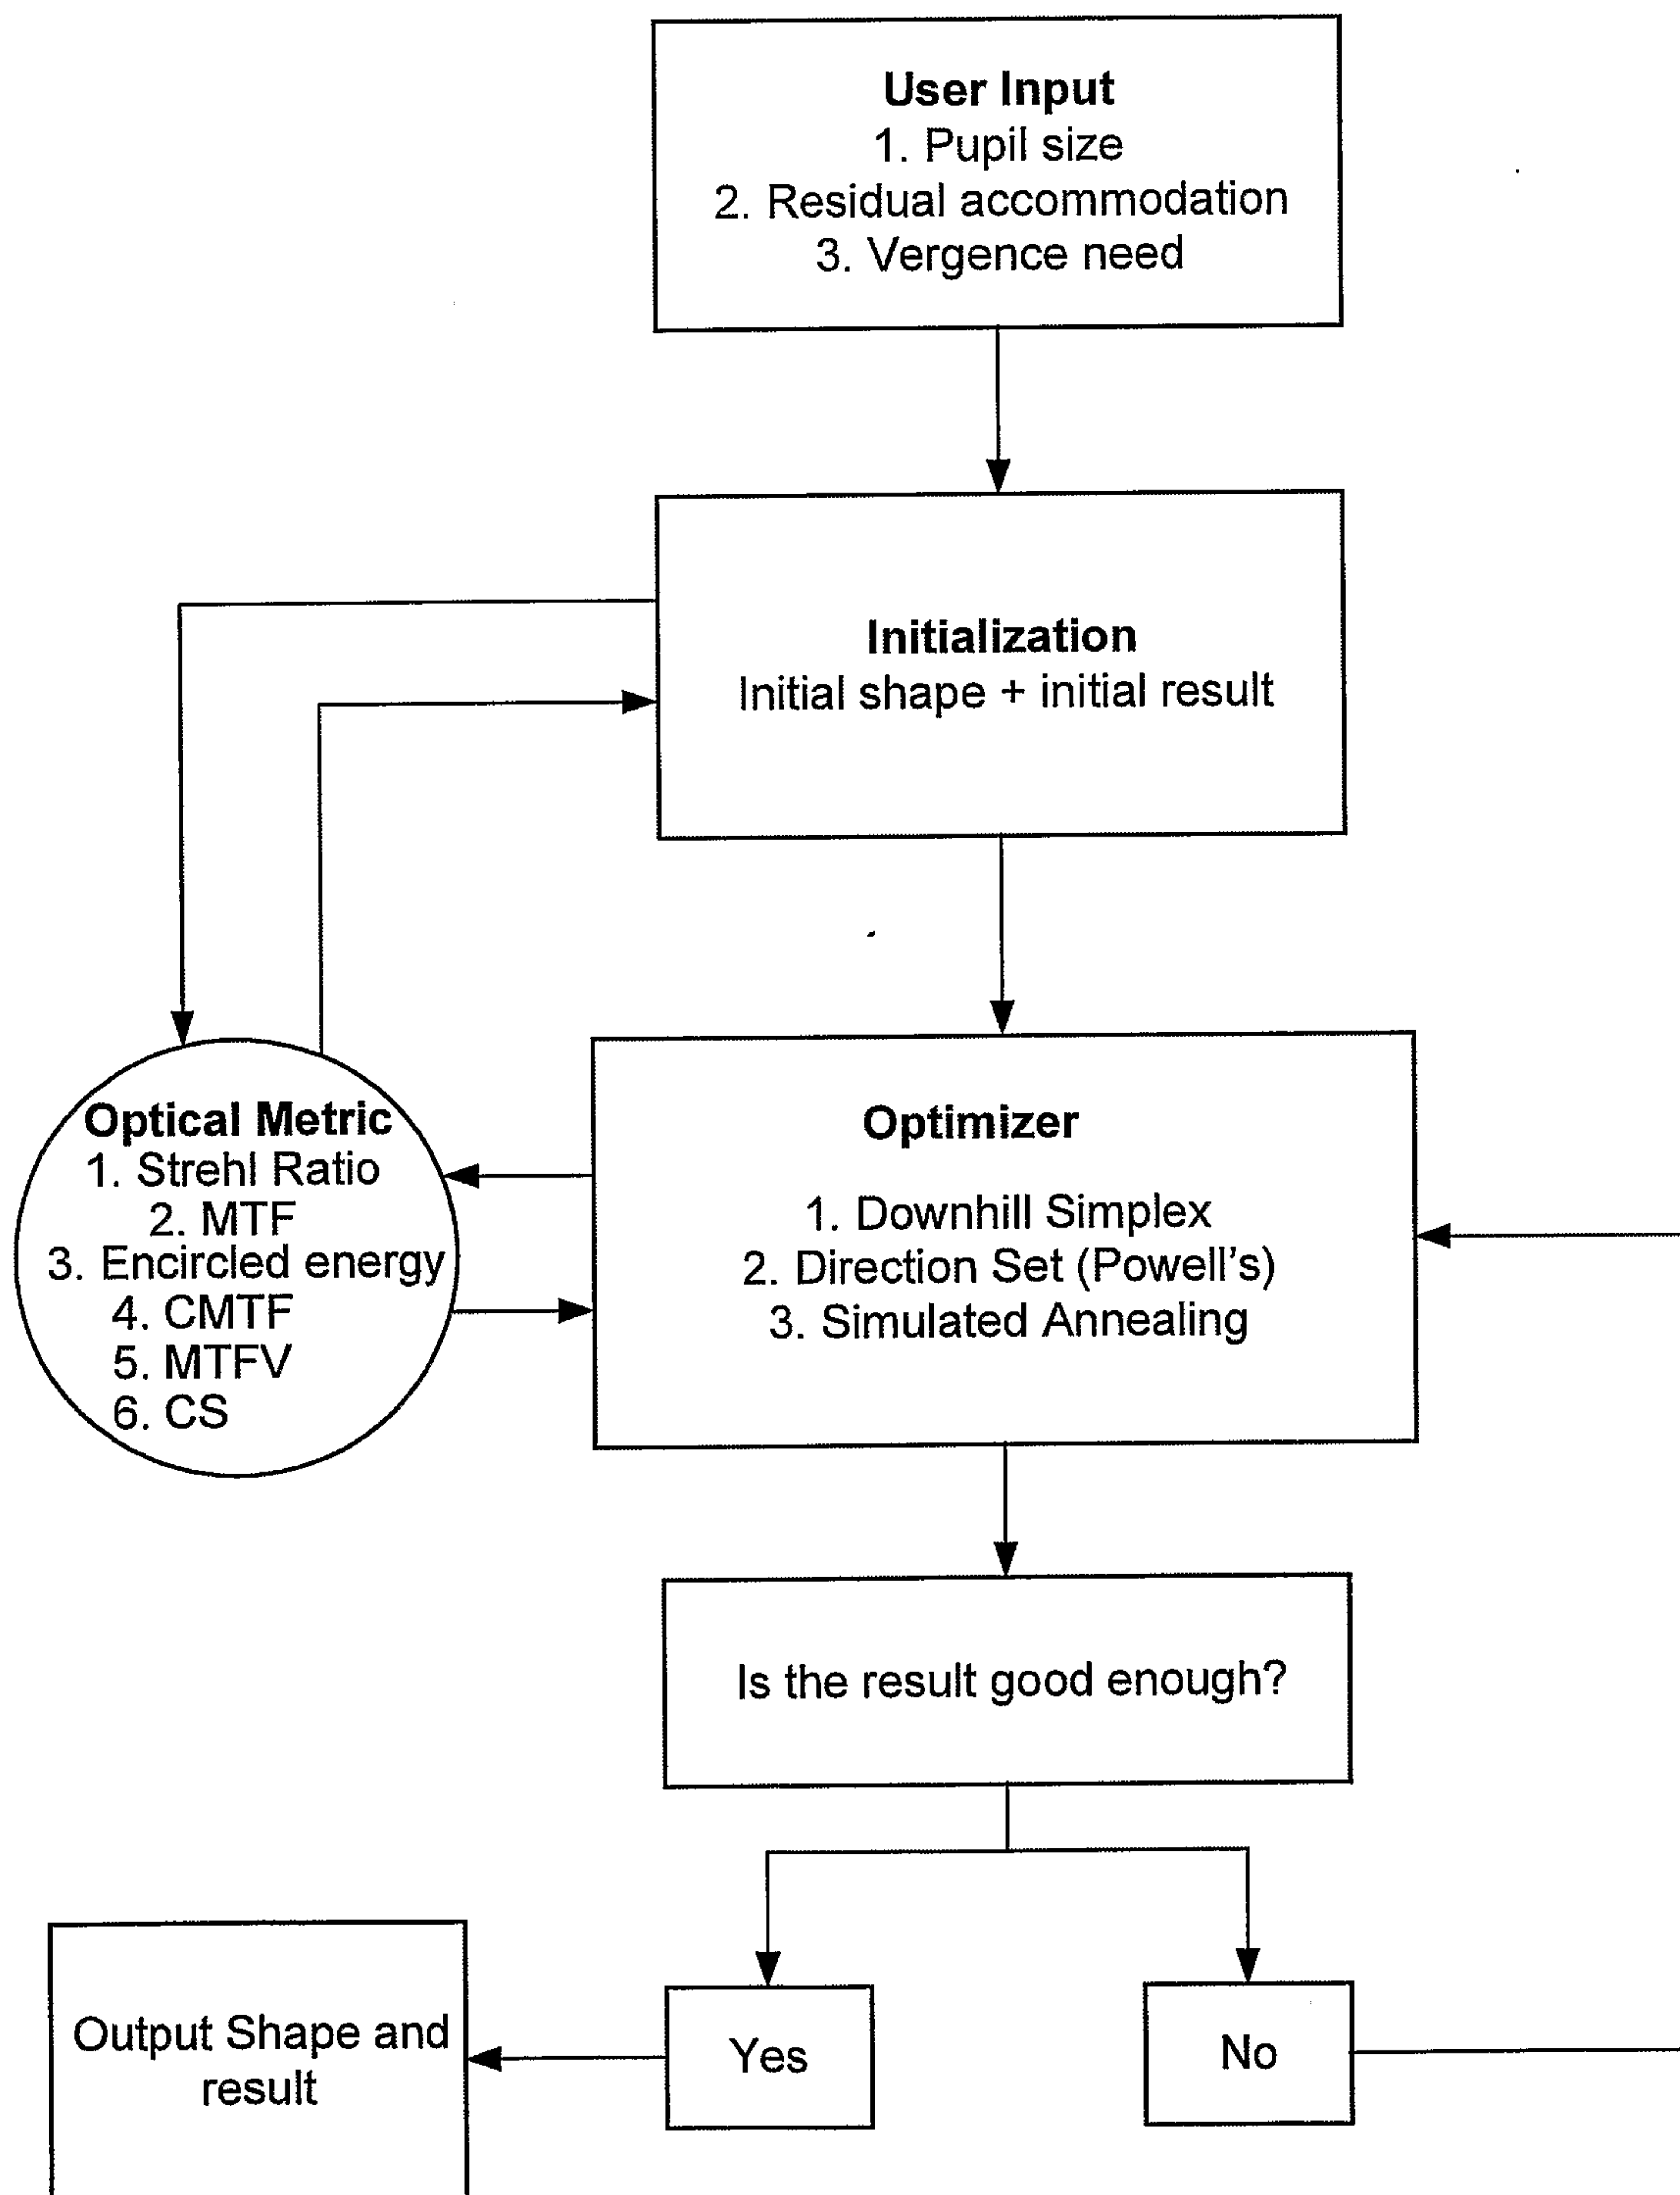 User Input
1. Pupil size
2. Residual accommodation
3. Vergence need
Initialization
Initial shape + initial result
Optical Metric
1. Strehl Ratio
2. MTF
3. Encircled energy
4. CMTF
5. MTFV
6. CS
Optimizer
1. Downhill Simplex
2. Direction Set (Powell's)
3. Simulated Annealing
Is the result good enough?
Output Shape and
result
Yes
No